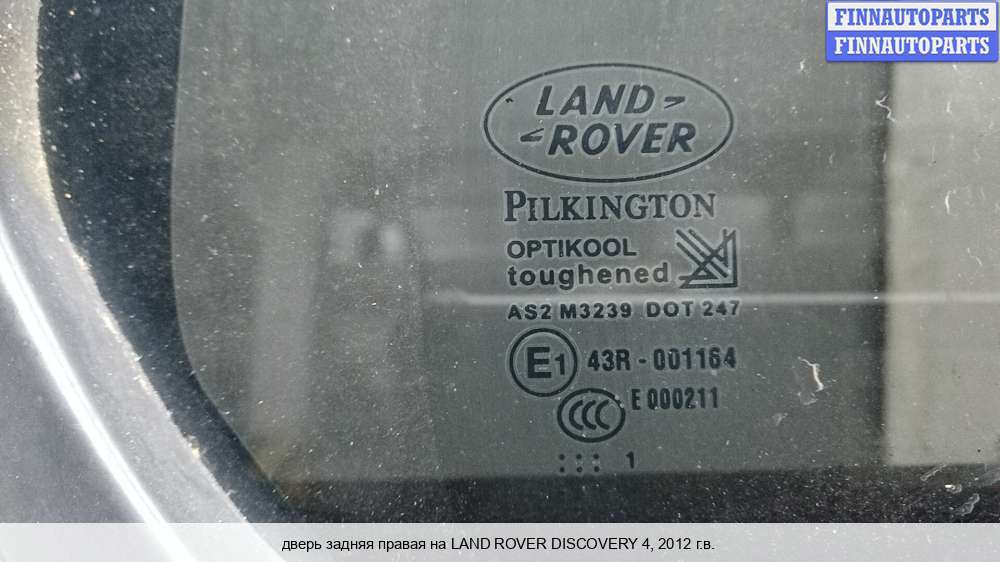 FINNAUTOPARTS
FINNAUTOPARTS
LAND
ROVER
PILKINGTON
OPTIKOOL
toughened
AS2 M3239 DOT 247
E1 43R - 001164
CCC E 000211
: : : 1
дверь задняя правая на LAND ROVER DISCOVERY 4, 2012 г.в.